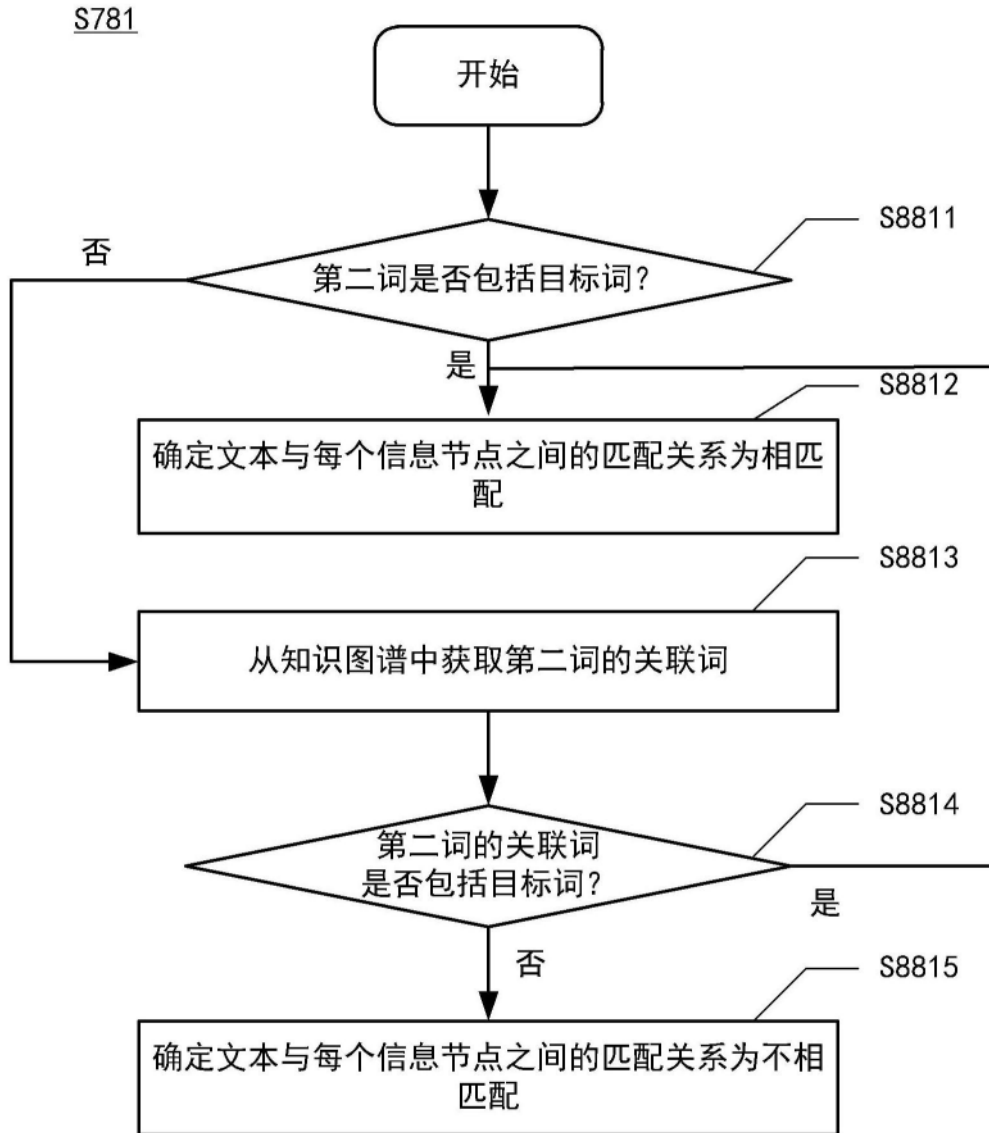 S781
开始
S8811
否
第二词是否包括目标词？
是
S8812
确定文本与每个信息节点之间的匹配关系为相匹
配
S8813
从知识图谱中获取第二词的关联词
S8814
第二词的关联词
是否包括目标词？
是
否
S8815
确定文本与每个信息节点之间的匹配关系为不相
匹配